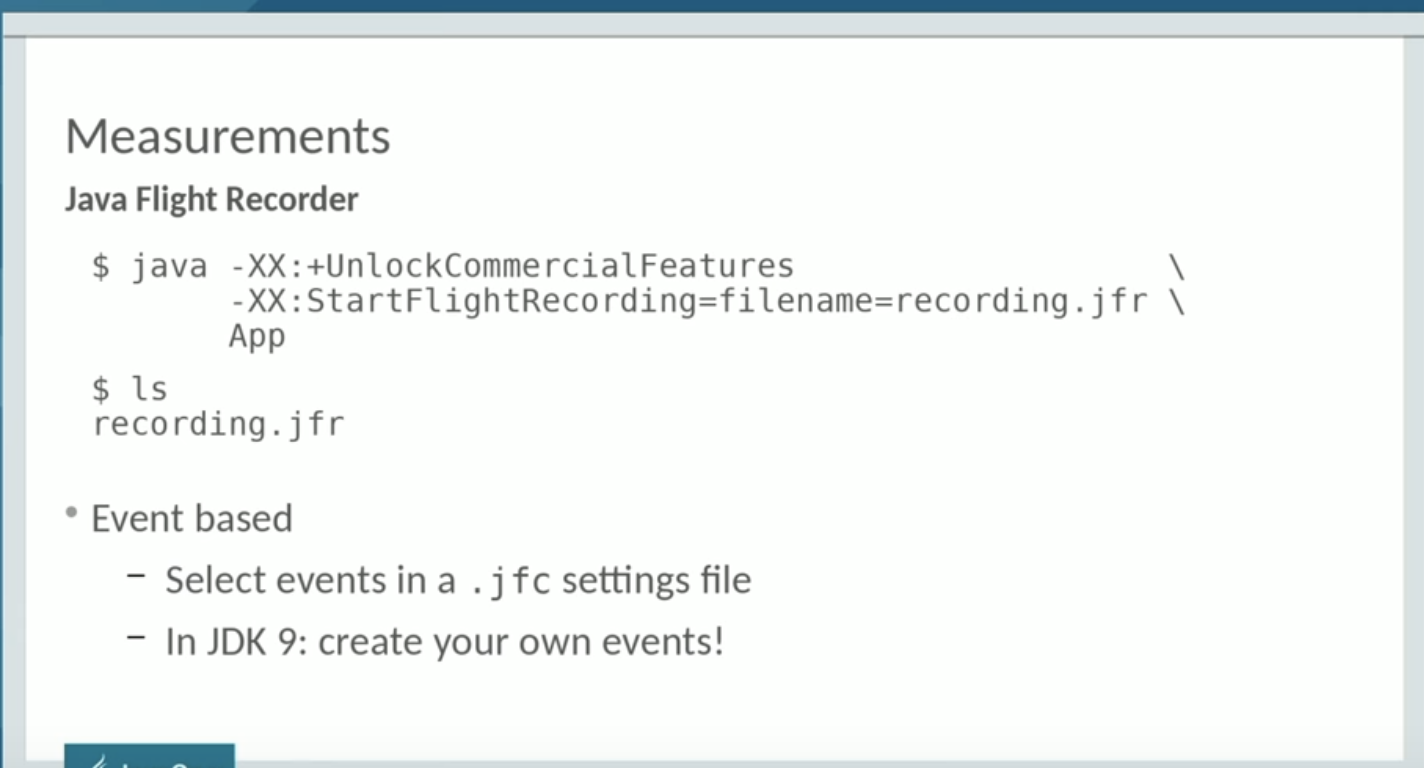 Measurements
Java Flight Recorder
$ java -XX:+UnlockCommercialFeatures \
-XX:StartFlightRecording=filename=recording.jfr \
App
$ ls
recording.jfr
• Event based
– Select events in a .jfc settings file
– In JDK 9: create your own events!